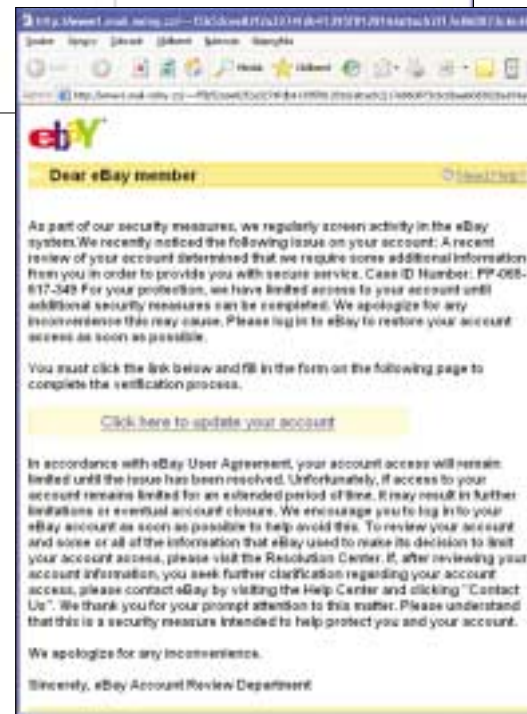 ebY
Dear eBay member
Need Help?
As part of our security measures, we regularly screen activity in the eBay
system.We recently noticed the following issue on your account: A recent
review of your account determined that we require some additional information
from you in order to provide you with secure service. Case ID Number: PP-065-
617-349 For your protection, we have limited access to your account until
additional security measures can be completed. We apologize for any
inconvenience this may cause. Please log in to eBay to restore your account
access as soon as possible.
You must click the link below and fill in the form on the following page to
complete the verification process.
Click here to update your account
In accordance with eBay User Agreement, your account access will remain
limited until the issue has been resolved. Unfortunately, if access to your
account remains limited for an extended period of time, it may result in further
limitations or eventual account closure. We encourage you to log in to your
eBay account as soon as possible to help avoid this. To review your account
and some or all of the information that eBay used to make its decision to limit
your account access, please visit the Resolution Center. If, after reviewing your
account information, you seek further clarification regarding your account
access, please contact eBay by visiting the Help Center and clicking "Contact
Us". We thank you for your prompt attention to this matter. Please understand
that this is a security measure intended to help protect you and your account.
We apologize for any inconvenience.
Sincerely, eBay Account Review Department